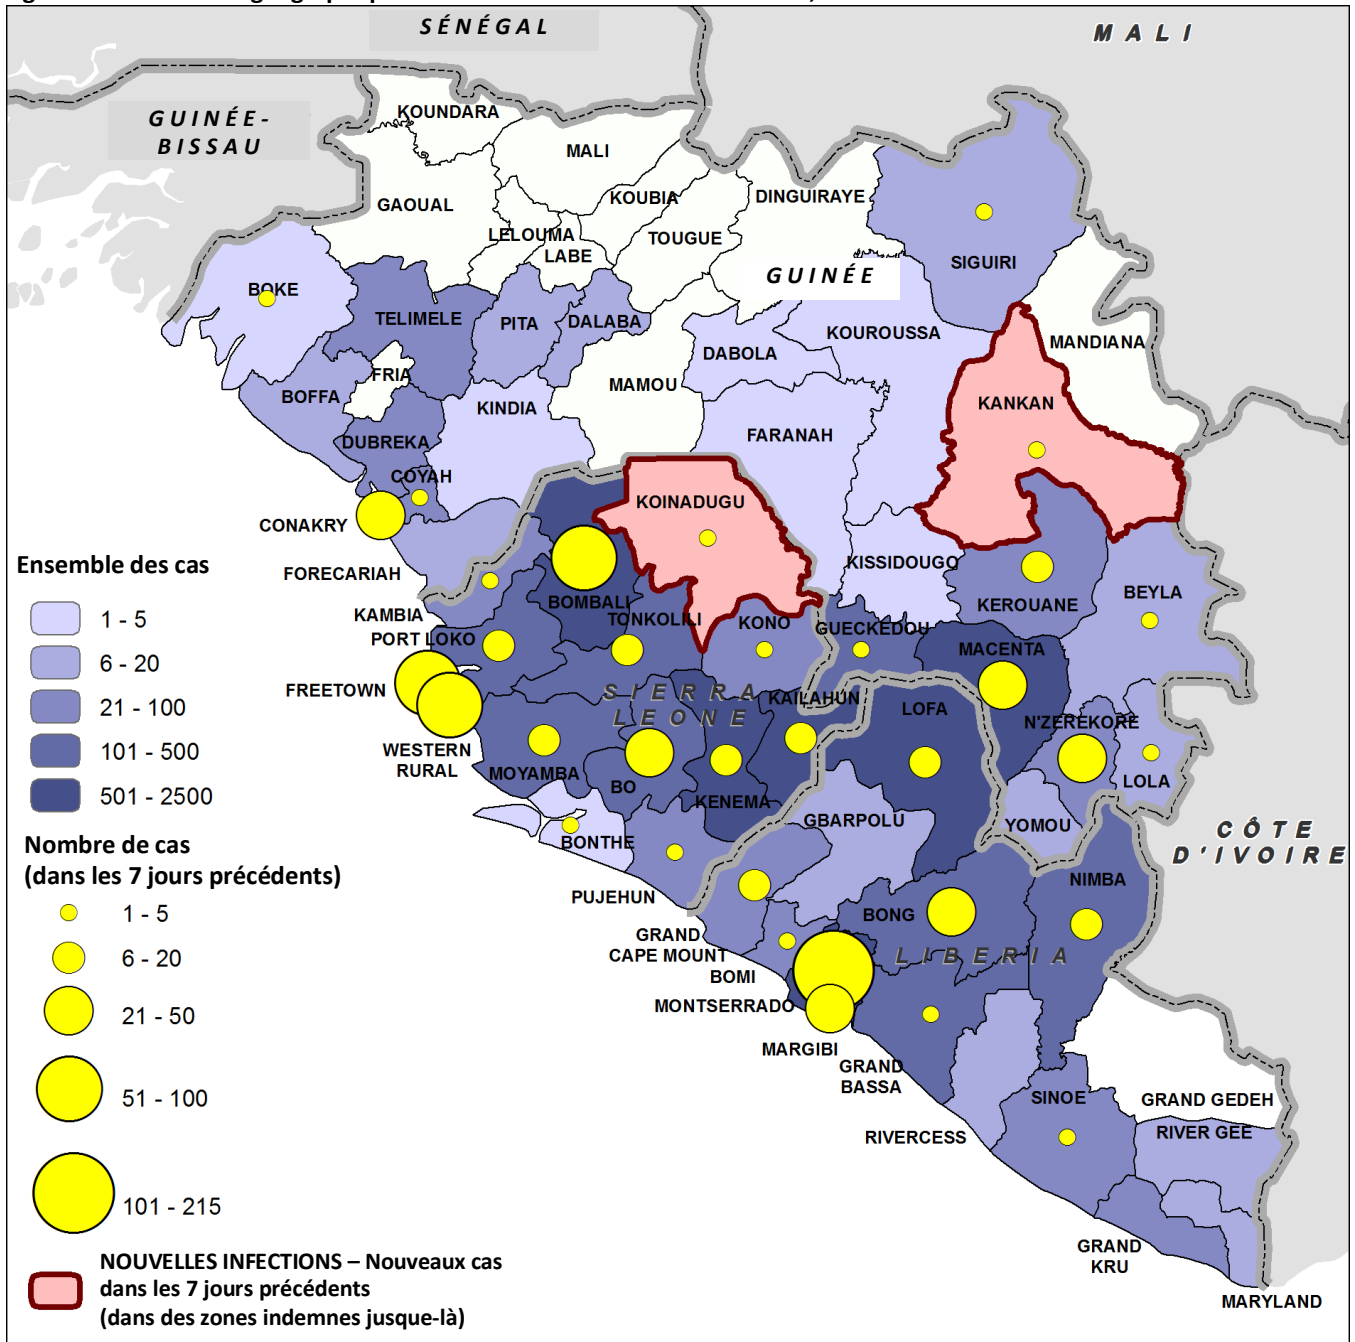 SÉNÉGAL
MALI
GUINÉE-
BISSAU
KOUNDARA
MALI
KOUBIA
DINGUIRAYE
GAOUAL
LELOUMA
TOUGUE
LABE
GUINÉE
SIGUIRI
BOKE
TELIMELE
PITA
DALABA
KOUROUSSA
DABOLA
MANDIANA
FRIA
MAMOU
BOFFA
KINDIA
KANKAN
DUBREKA
FARANAH
COYAH
KOINADUGU
CONAKRY
FORECARIAH
KISSIDOUGO
KEROUANE
BEYLA
BOMBALI
KAMBIA
TONKOLILI
KONO
GUECKEDOU
PORT LOKO
MACENTA
FREETOWN
SIERRA
LEONE
KAILAHUN
LOFA
N'ZEREKORE
WESTERN
RURAL
MOYAMBA
BO
KENEMA
LOLA
GBARPOLU
YOMOU
CÔTE
D'IVOIRE
BONTHE
NIMBA
PUJEHUN
BONG
GRAND
CAPE MOUNT
LIBERIA
BOMI
MONTSERRADO
MARGIBI
GRAND
BASSA
SINOE
GRAND GEDEH
RIVERCESS
RIVER GEE
GRAND
KRU
MARYLAND
Ensemble des cas
1 - 5
6 - 20
21 - 100
101 - 500
501 - 2500
Nombre de cas
(dans les 7 jours précédents)
1 - 5
6 - 20
21 - 50
51 - 100
101 - 215
NOUVELLES INFECTIONS – Nouveaux cas
dans les 7 jours précédents
(dans des zones indemnes jusque-là)